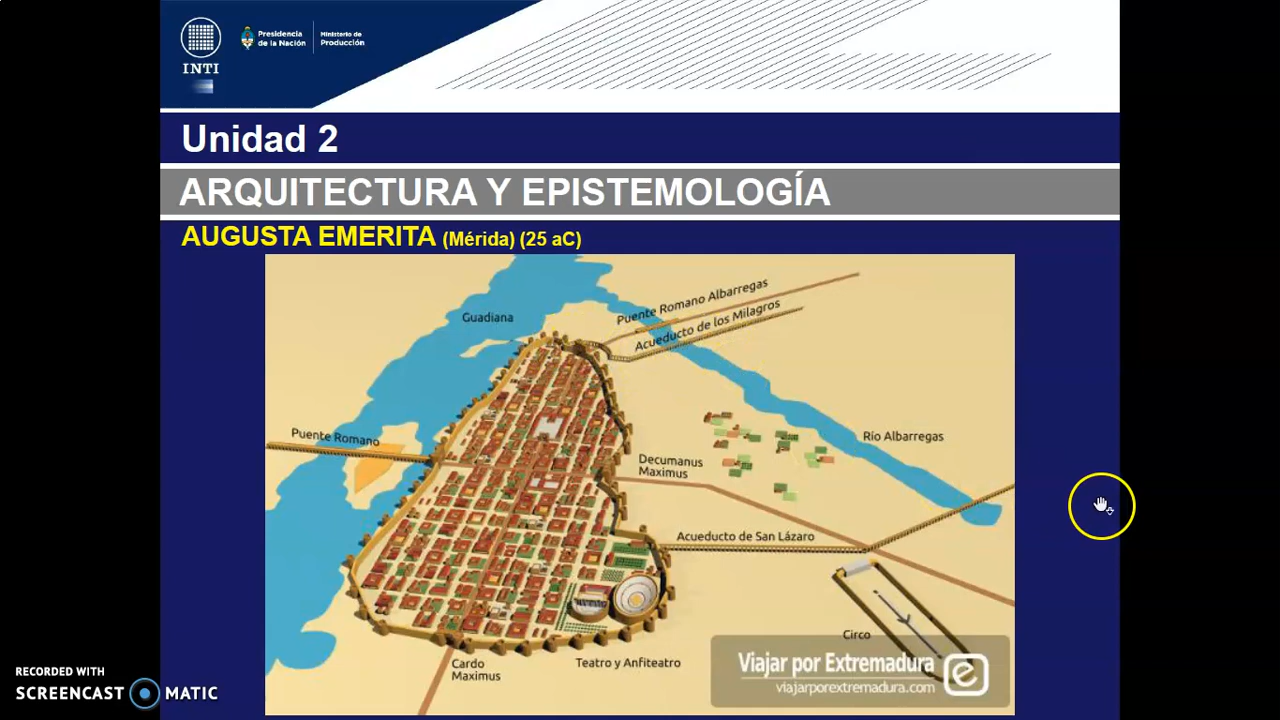 INTI
Presidencia
de la Nación
Ministerio de
Producción
Unidad 2
ARQUITECTURA Y EPISTEMOLOGÍA
AUGUSTA EMERITA (Mérida) (25 aC)
Guadiana
Puente Romano Albarregas
Acueducto de los Milagros
Puente Romano
Río Albarregas
Decumanus
Maximus
Acueducto de San Lázaro
Circo
Cardo
Maximus
Teatro y Anfiteatro
Viajar por Extremadura
viajarporextremadura.com
e
RECORDED WITH
SCREENCAST MATIC